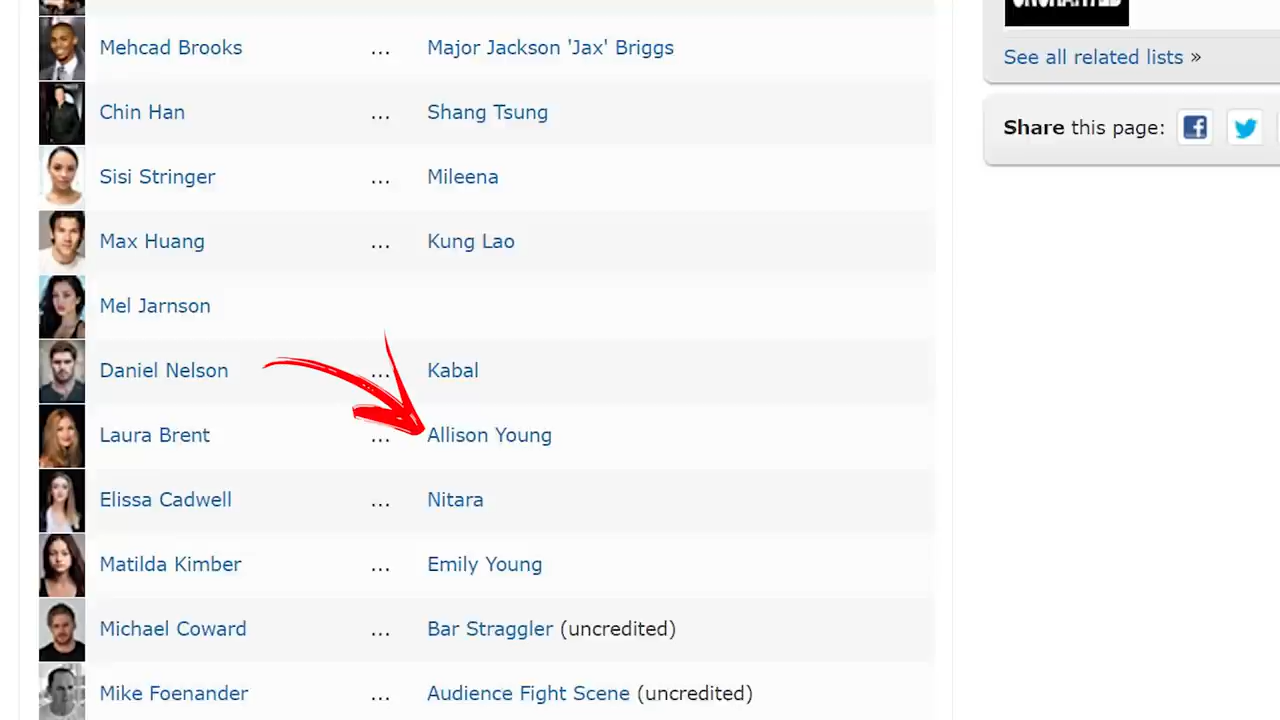 Mehcad Brooks ... Major Jackson 'Jax' Briggs
Chin Han ... Shang Tsung
Sisi Stringer ... Mileena
Max Huang ... Kung Lao
Mel Jarnson
Daniel Nelson ... Kabal
Laura Brent ... Allison Young
Elissa Cadwell ... Nitara
Matilda Kimber ... Emily Young
Michael Coward ... Bar Straggler (uncredited)
Mike Foenander ... Audience Fight Scene (uncredited)
UNCHARTED
See all related lists »
Share this page: